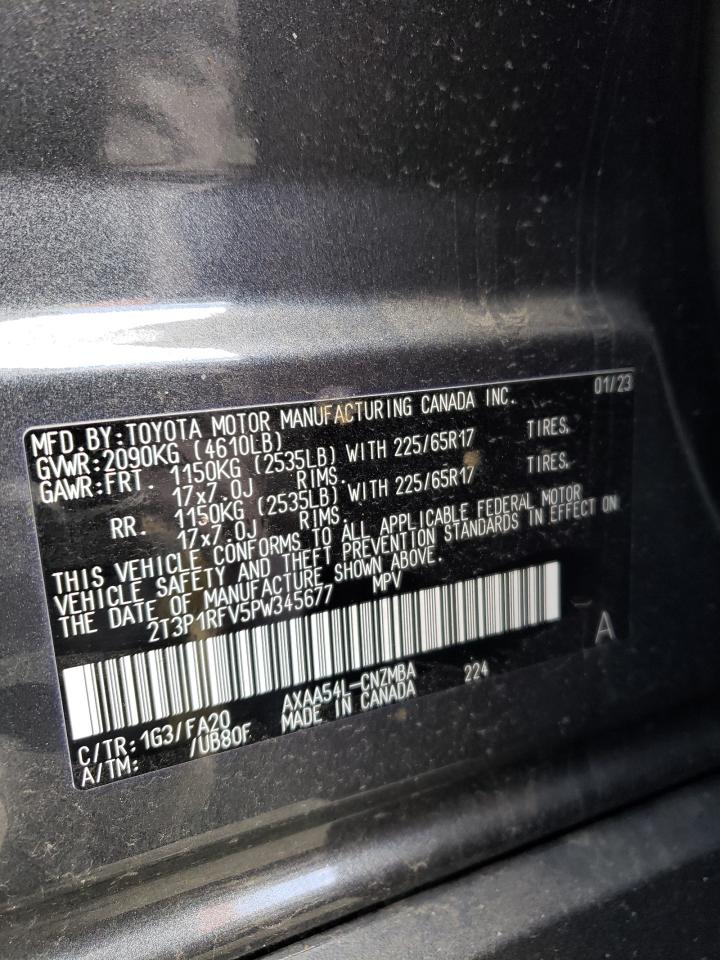 01/23
MFD.BY:TOYOTA MOTOR MANUFACTURING CANADA INC.
GVWR:2090KG (4610LB)
GAWR:FRT. 1150KG (2535LB) WITH 225/65R17 TIRES,
17x7.0J RIMS.
RR. 1150KG (2535LB) WITH 225/65R17 TIRES,
17x7.0J RIMS.
THIS VEHICLE CONFORMS TO ALL APPLICABLE FEDERAL MOTOR
VEHICLE SAFETY AND THEFT PREVENTION STANDARDS IN EFFECT ON
THE DATE OF MANUFACTURE SHOWN ABOVE.
2T3P1RFV5PW345677 MPV
A
AXAA54L-CNZMBA 224
C/TR:1G3/FA20 MADE IN CANADA
A/TM: /UB80F